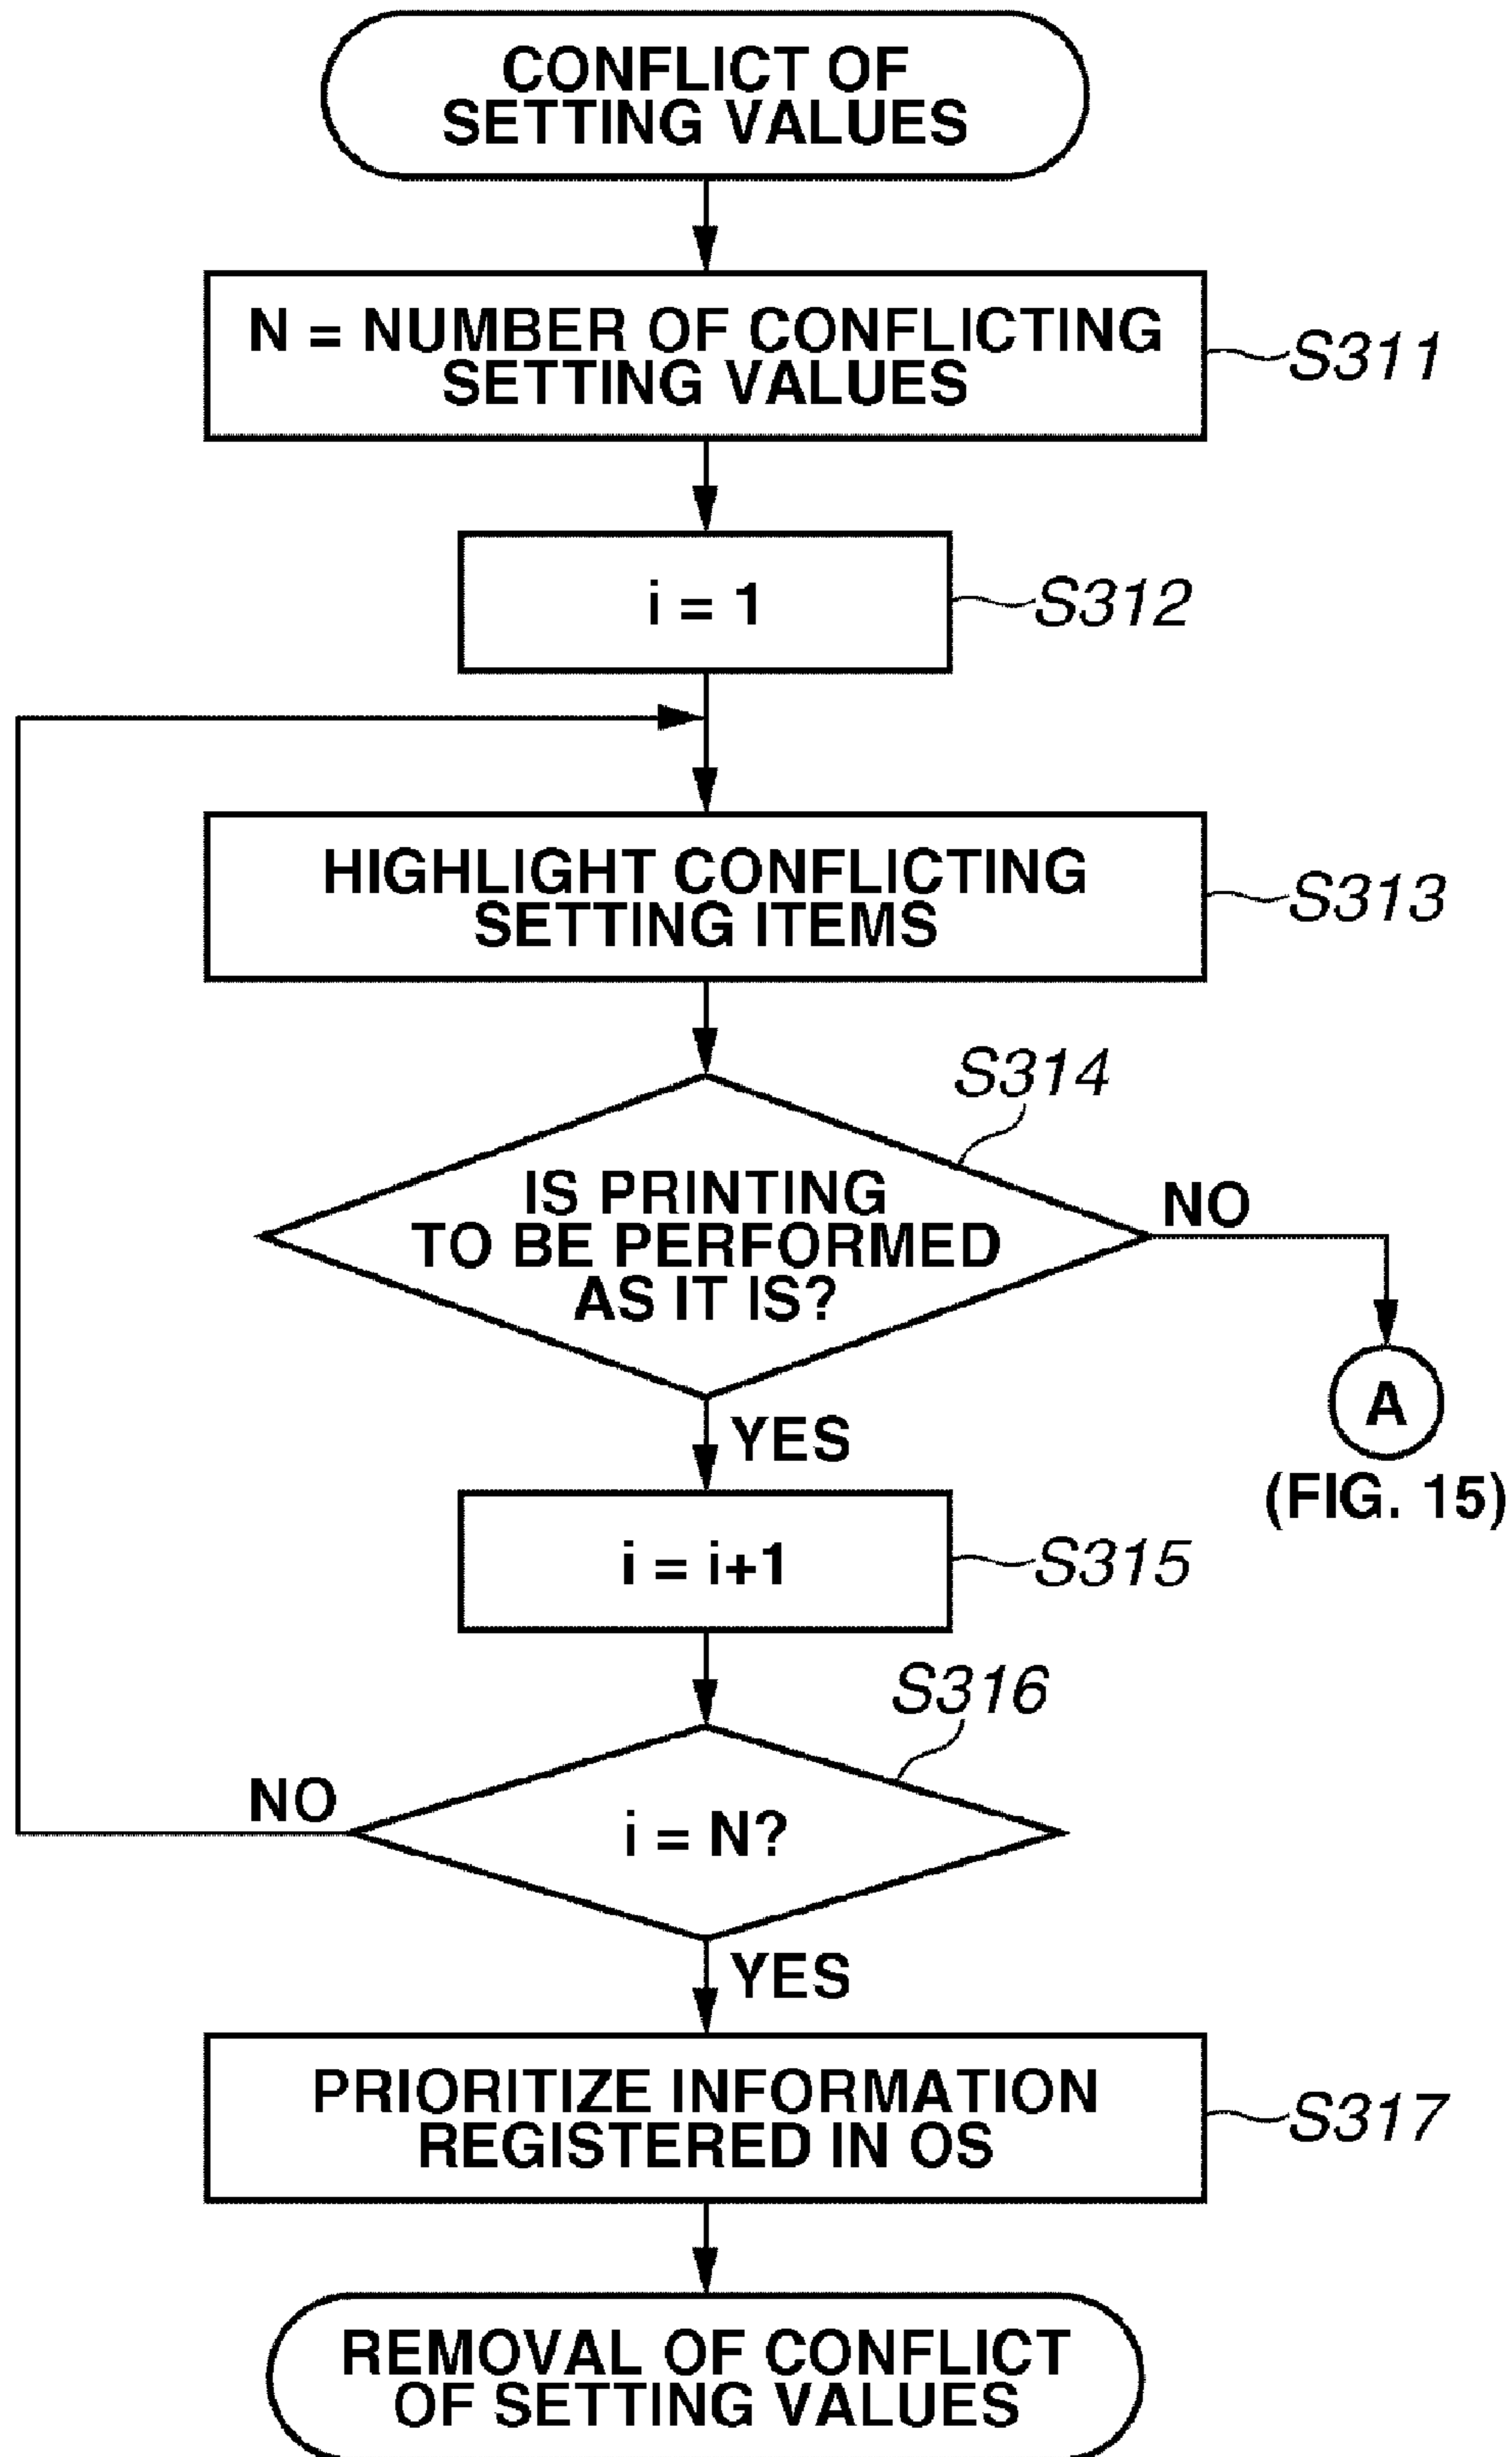 CONFLICT OF
SETTING VALUES
N = NUMBER OF CONFLICTING
SETTING VALUES
S311
i = 1
S312
HIGHLIGHT CONFLICTING
SETTING ITEMS
S313
S314
IS PRINTING
TO BE PERFORMED
AS IT IS?
NO
A
(FIG. 15)
YES
i = i+1
S315
S316
NO
i = N?
YES
PRIORITIZE INFORMATION
REGISTERED IN OS
S317
REMOVAL OF CONFLICT
OF SETTING VALUES